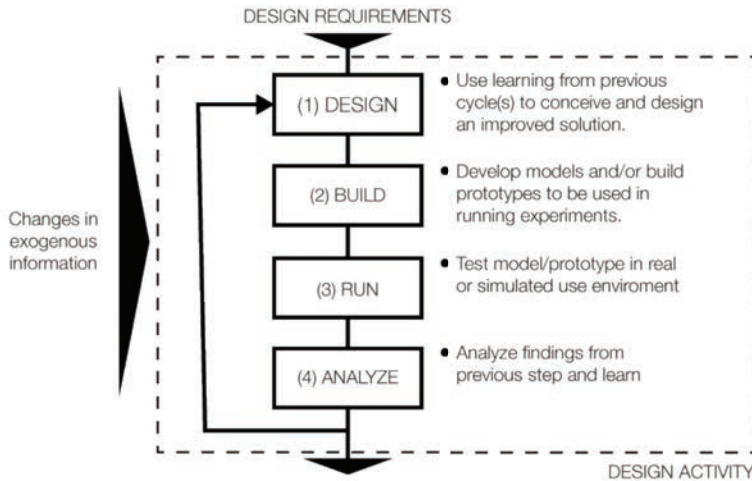 DESIGN REQUIREMENTS
(1) DESIGN
• Use learning from previous
cycle(s) to conceive and design
an improved solution.
(2) BUILD
• Develop models and/or build
prototypes to be used in
running experiments.
Changes in
exogenous
information
(3) RUN
• Test model/prototype in real
or simulated use enviroment
(4) ANALYZE
• Analyze findings from
previous step and learn
DESIGN ACTIVITY